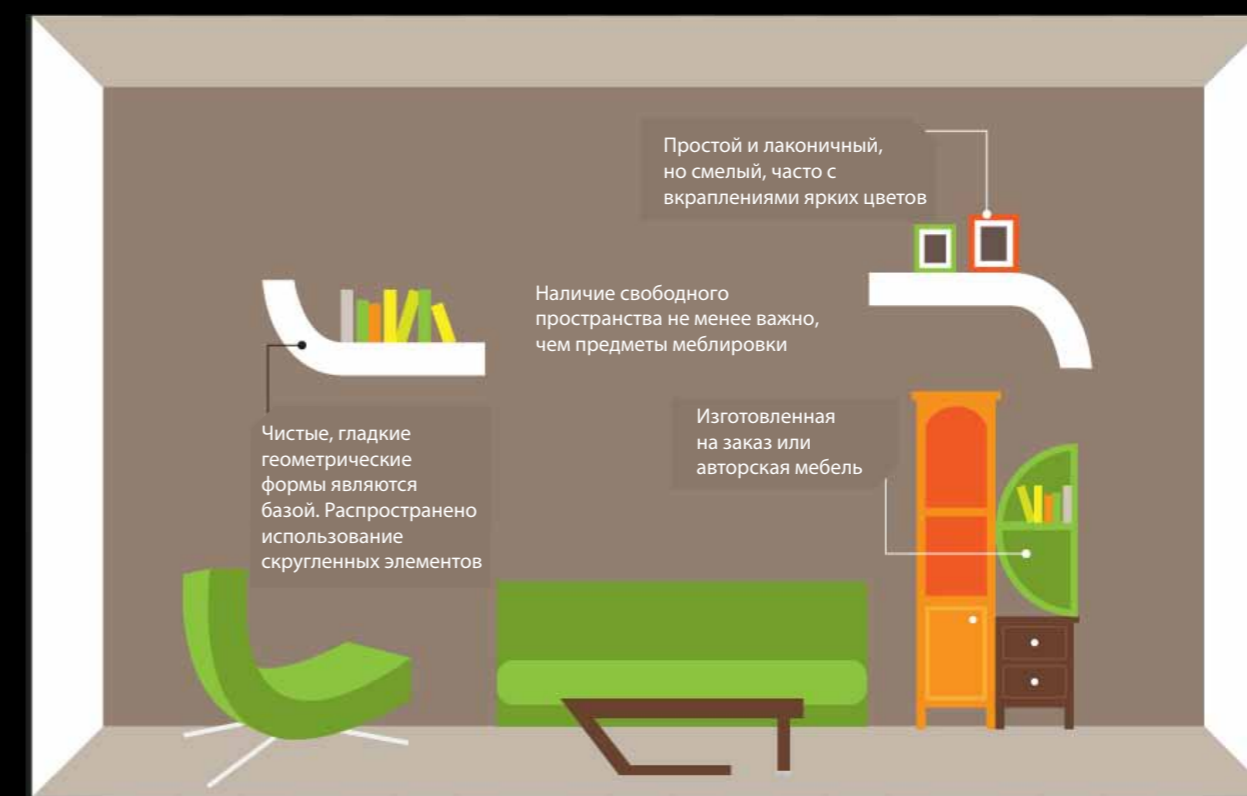 Простой и лаконичный,
но смелый, часто с
вкраплениями ярких цветов
Наличие свободного
пространства не менее важно,
чем предметы меблировки
Чистые, гладкие
геометрические
формы являются
базой. Распространено
использование
скругленных элементов
Изготовленная
на заказ или
авторская мебель